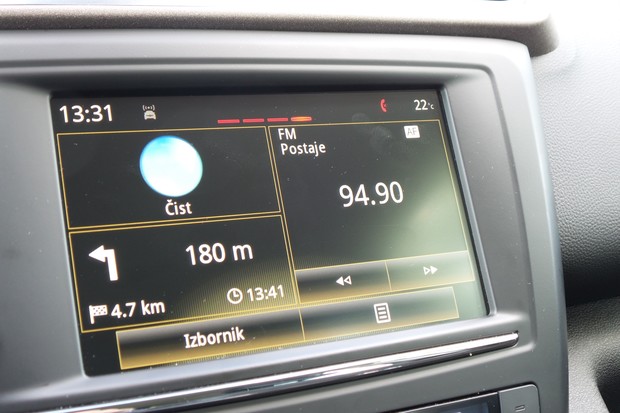 13:31
22°C
Čist
FM
AF
Postaje
94.90
180 m
4.7 km
13:41
Izbornik